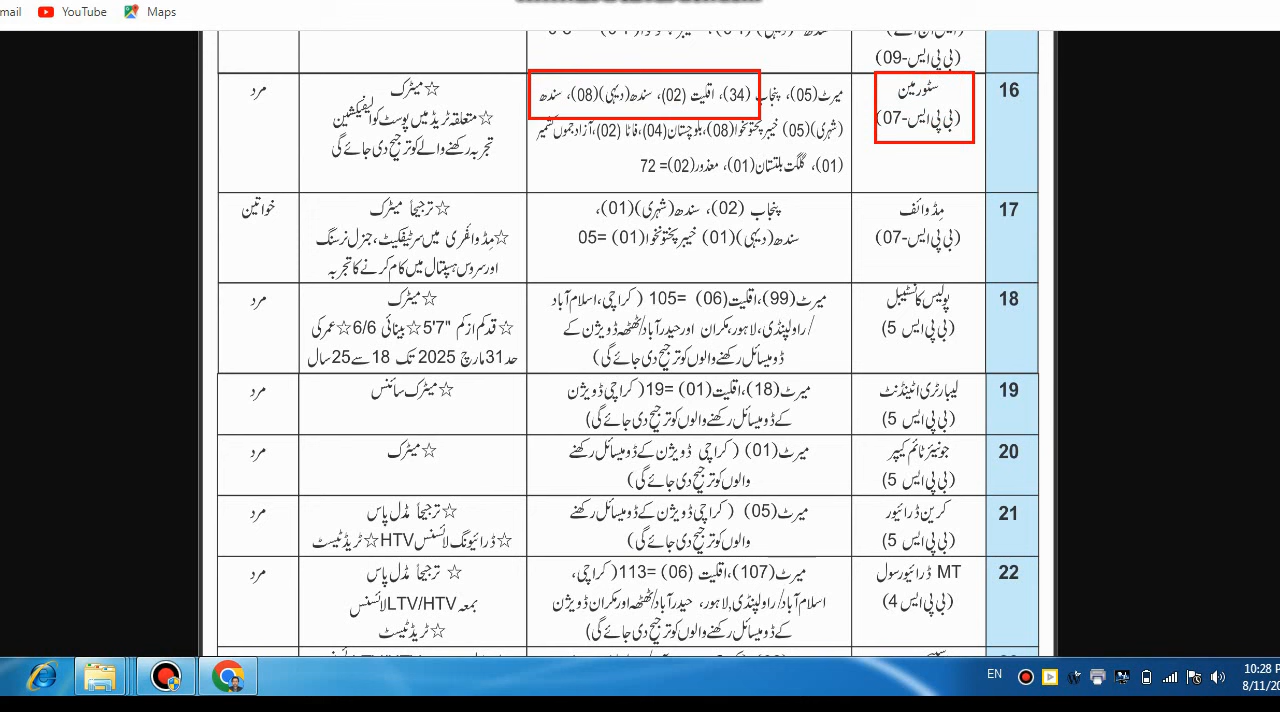 mail YouTube Maps
(بی پی ایس-09)
16 سٹور مین میرٹ(05)، پنجاب (34)، اقلیت (02)، سندھ(دیہی)(08)، سندھ ☆میٹرک مرد
(بی پی ایس-07) (شہری)(05) خیبر پختونخوا(08)، بلوچستان(04)، فاٹا (02)، آزاد جموں کشمیر ☆متعلقہ ٹریڈ میں پوسٹ کوالیفکیشین
(01)، گلگت بلتستان(01)، معذور(02)= 72 تجربہ رکھنے والے کو ترجیح دی جائے گی
17 مڈوائف پنجاب (02)، سندھ(شہری)(01)، ☆ترجیحاً میٹرک خواتین
(بی پی ایس-07) سندھ(دیہی)(01) خیبر پختونخوا(01) =05 ☆مڈوائفری میں سرٹیفکیٹ، جنرل نرسنگ
اور سروس ہسپتال میں کام کرنے کا تجربہ
18 پولیس کانسٹیبل میرٹ(99)، اقلیت(06) =105 ( کراچی، اسلام آباد ☆میٹرک مرد
(بی پی ایس 5) /راولپنڈی، لاہور، مکران اور حیدرآباد/ٹھٹھہ ڈویژن کے ☆قد کم از کم "7'5☆بینائی 6/6☆عمر کی
ڈومیسائل رکھنے والوں کو ترجیح دی جائے گی) حد 31مارچ 2025 تک 18 سے 25 سال
19 لیبارٹری اٹینڈنٹ میرٹ(18)، اقلیت(01) =19( کراچی ڈویژن ☆میٹرک سائنس مرد
(بی پی ایس 5) کے ڈومیسائل رکھنے والوں کو ترجیح دی جائے گی)
20 جونیئر ٹائم کیپر میرٹ(01) ( کراچی ڈویژن کے ڈومیسائل رکھنے ☆میٹرک مرد
(بی پی ایس 5) والوں کو ترجیح دی جائے گی)
21 کرین ڈرائیور میرٹ(05) ( کراچی ڈویژن کے ڈومیسائل رکھنے ☆ترجیحاً مڈل پاس مرد
(بی پی ایس 5) والوں کو ترجیح دی جائے گی) ☆ڈرائیونگ لائسنس HTV☆ٹریڈ ٹیسٹ
22 MT ڈرائیور سول میرٹ(107)، اقلیت (06) =113( کراچی، ☆ ترجیحاً مڈل پاس مرد
(بی پی ایس 4) اسلام آباد/راولپنڈی, لاہور، حیدرآباد/ٹھٹھہ اور مکران ڈویژن بمعہ LTV/HTV لائسنس
کے ڈومیسائل رکھنے والوں کو ترجیح دی جائے گی) ☆ٹریڈ ٹیسٹ
EN 10:28 PM
8/11/20